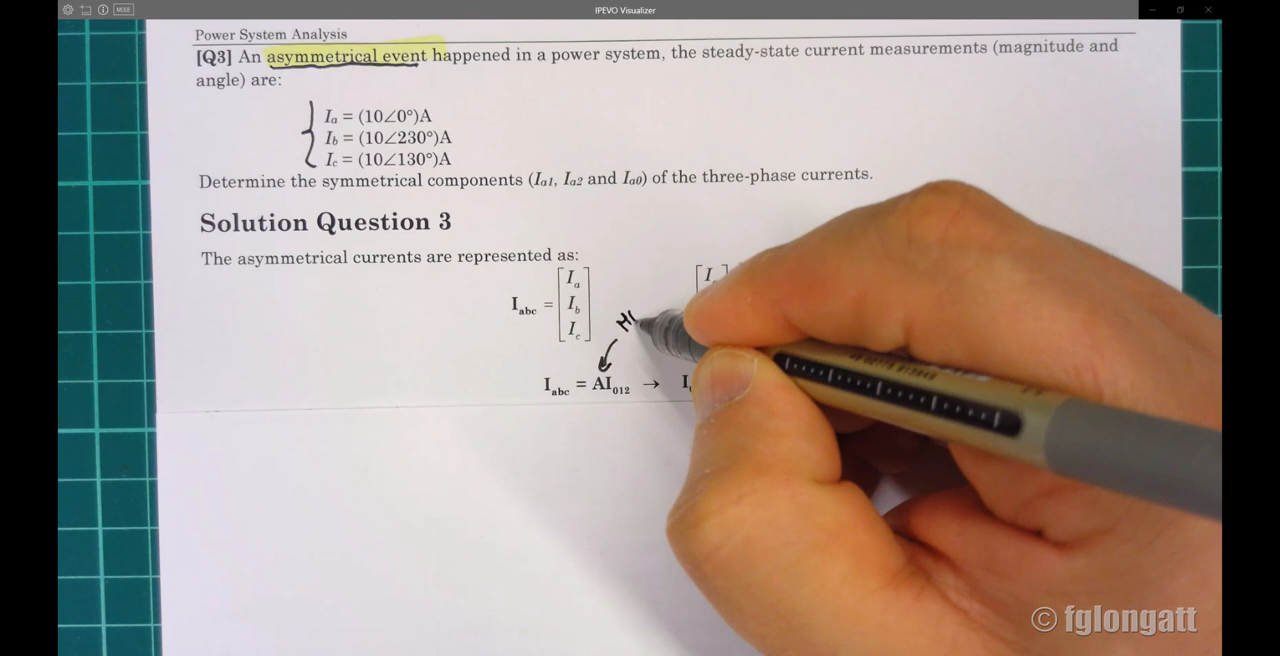 MODE
IPEVO Visualizer
Power System Analysis
[Q3] An asymmetrical event happened in a power system, the steady-state current measurements (magnitude and
angle) are:
Ia = (10∠0°)A
Ib = (10∠230°)A
Ic = (10∠130°)A
Determine the symmetrical components (Ia1, Ia2 and Ia0) of the three-phase currents.
Solution Question 3
The asymmetrical currents are represented as:
Iabc = [Ia Ib Ic] [I
Iabc = AI012 → I
© fglongatt